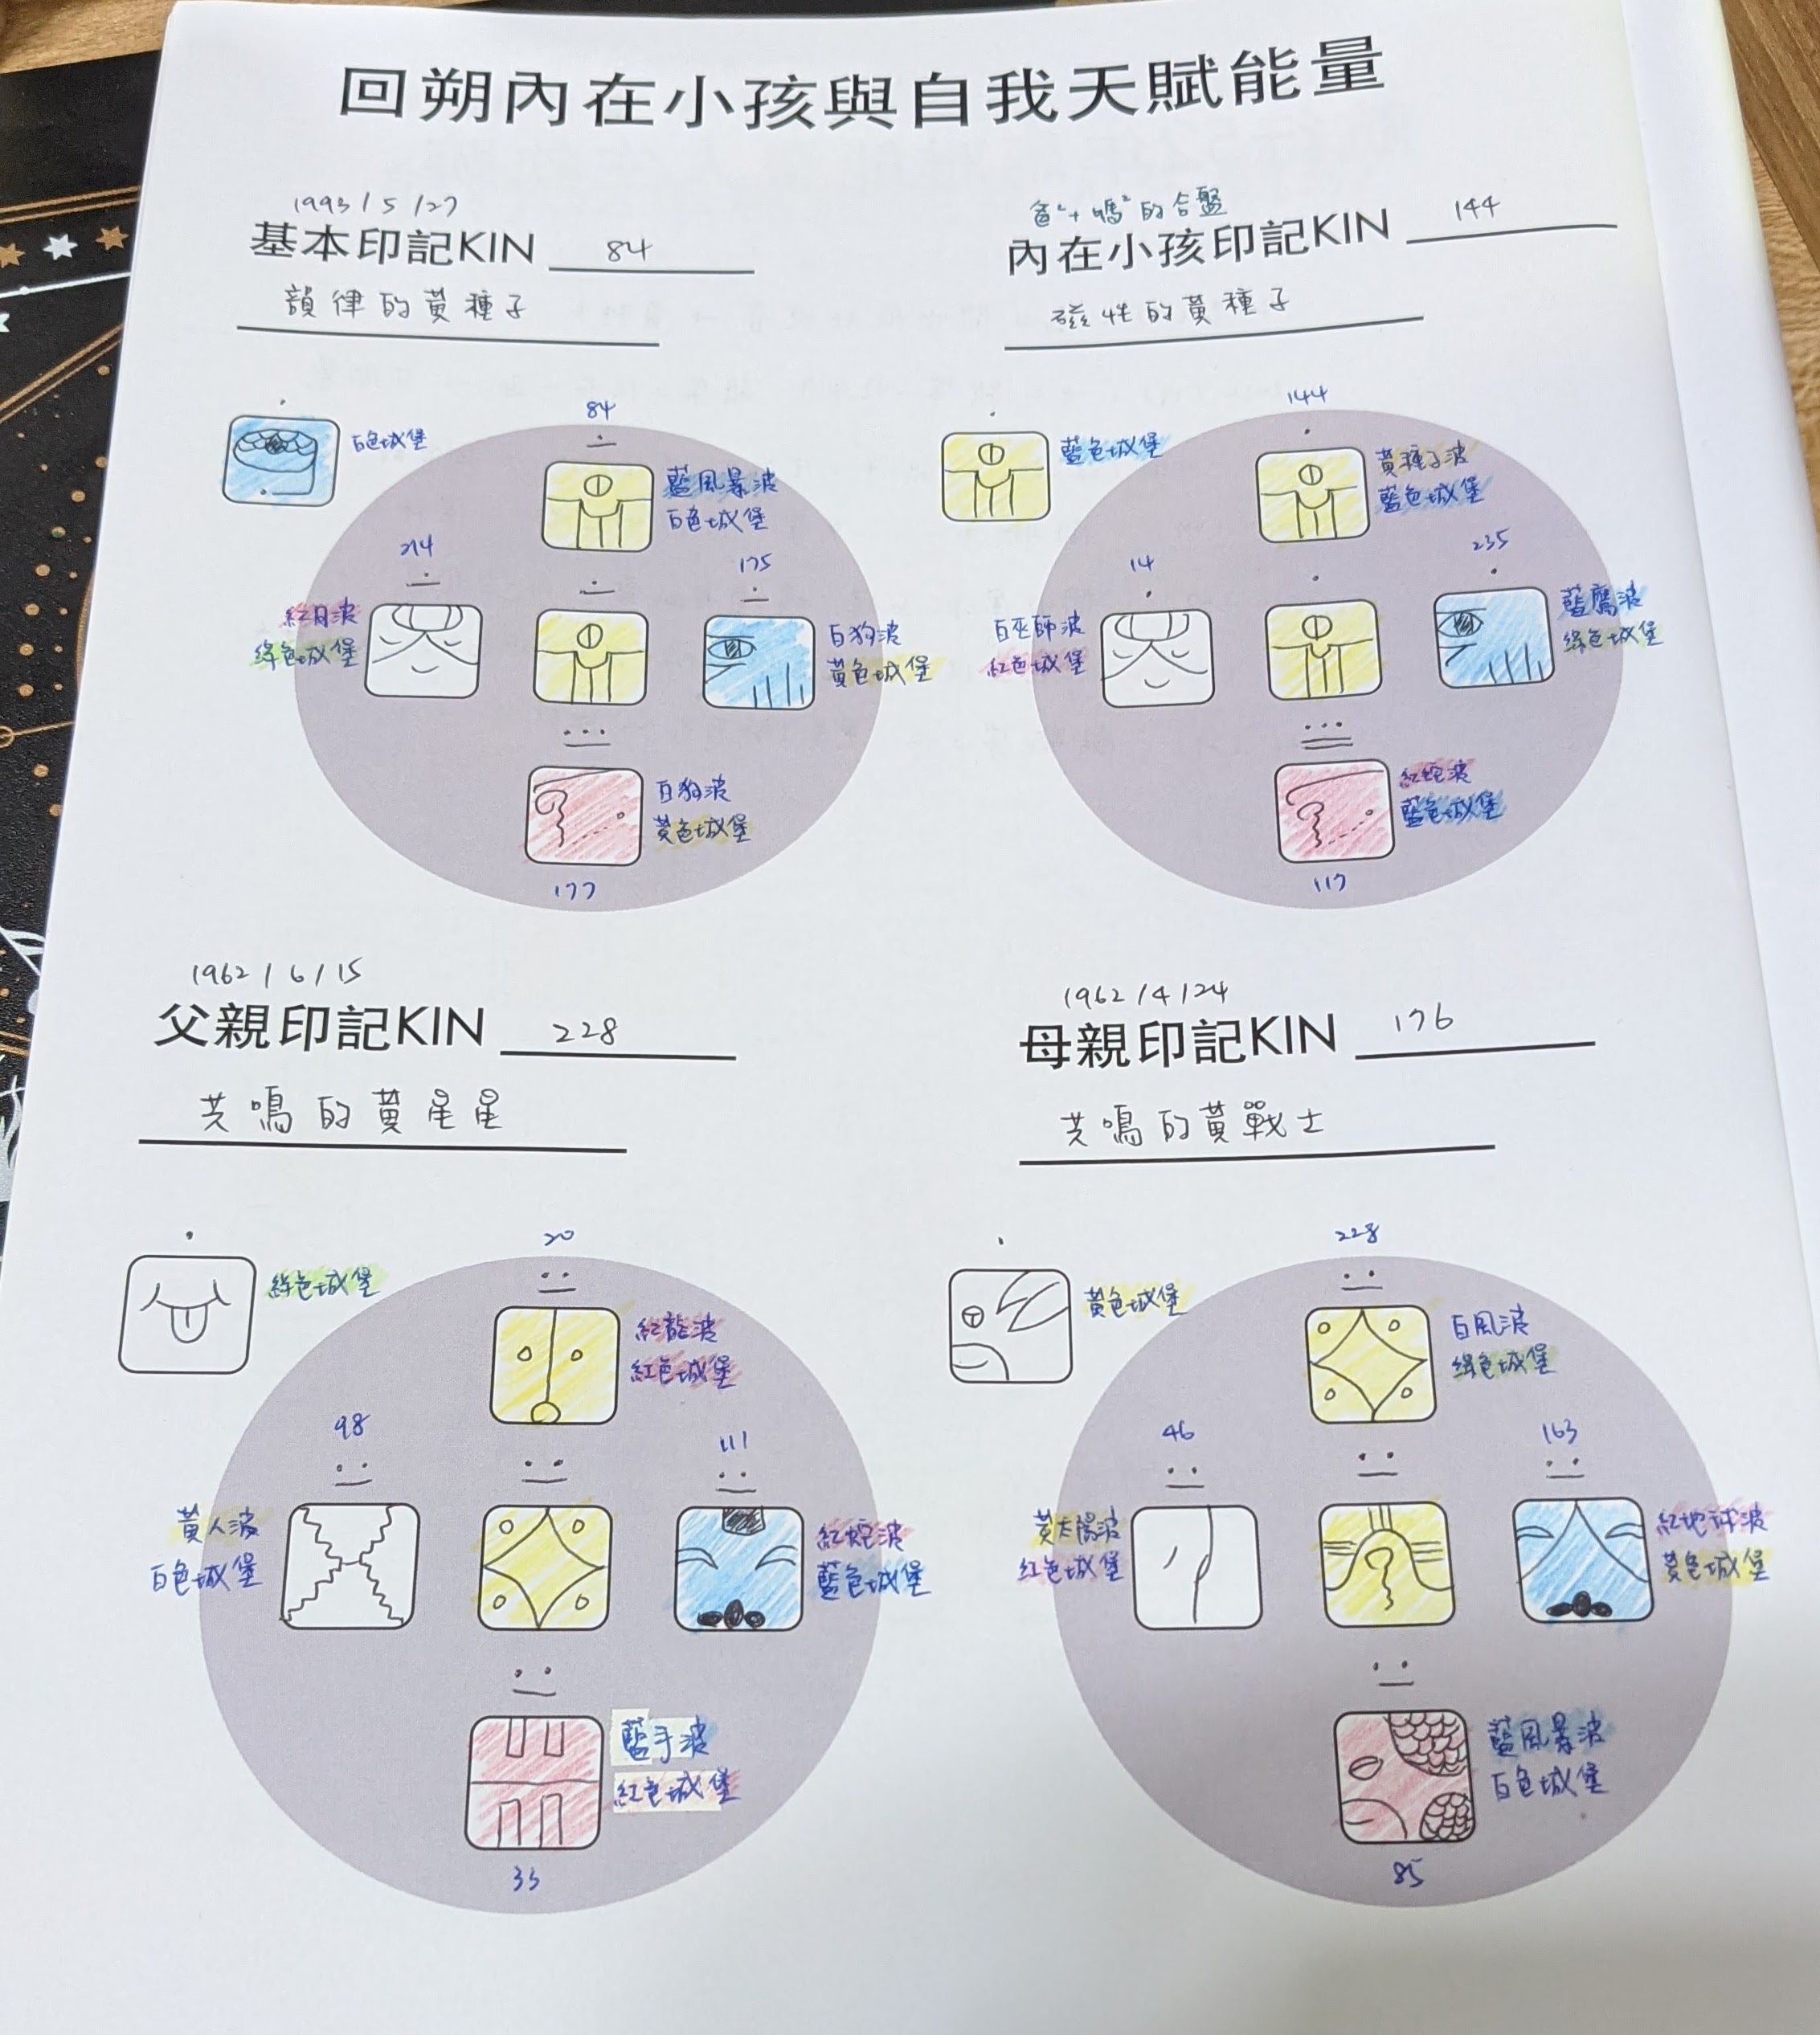 回朔內在小孩與自我天賦能量
1993/5/27
基本印記KIN 84
韻律的黃種子
白色城堡
84
藍風暴波
白色城堡
214
紅月波
綠色城堡
175
白狗波
黃色城堡
白狗波
黃色城堡
177
爸²+媽²的合盤
內在小孩印記KIN 144
磁性的黃種子
藍色城堡
144
黃種子波
藍色城堡
14
白巫師波
紅色城堡
235
藍鷹波
綠色城堡
紅蛇波
藍色城堡
117
1962/6/15
父親印記KIN 228
共鳴的黃星星
綠色城堡
20
紅龍波
紅色城堡
98
黃人波
白色城堡
111
紅蛇波
藍色城堡
藍手波
紅色城堡
33
1962/4/24
母親印記KIN 176
共鳴的黃戰士
黃色城堡
228
白風波
綠色城堡
46
黃太陽波
紅色城堡
163
紅地球波
黃色城堡
藍風暴波
白色城堡
85